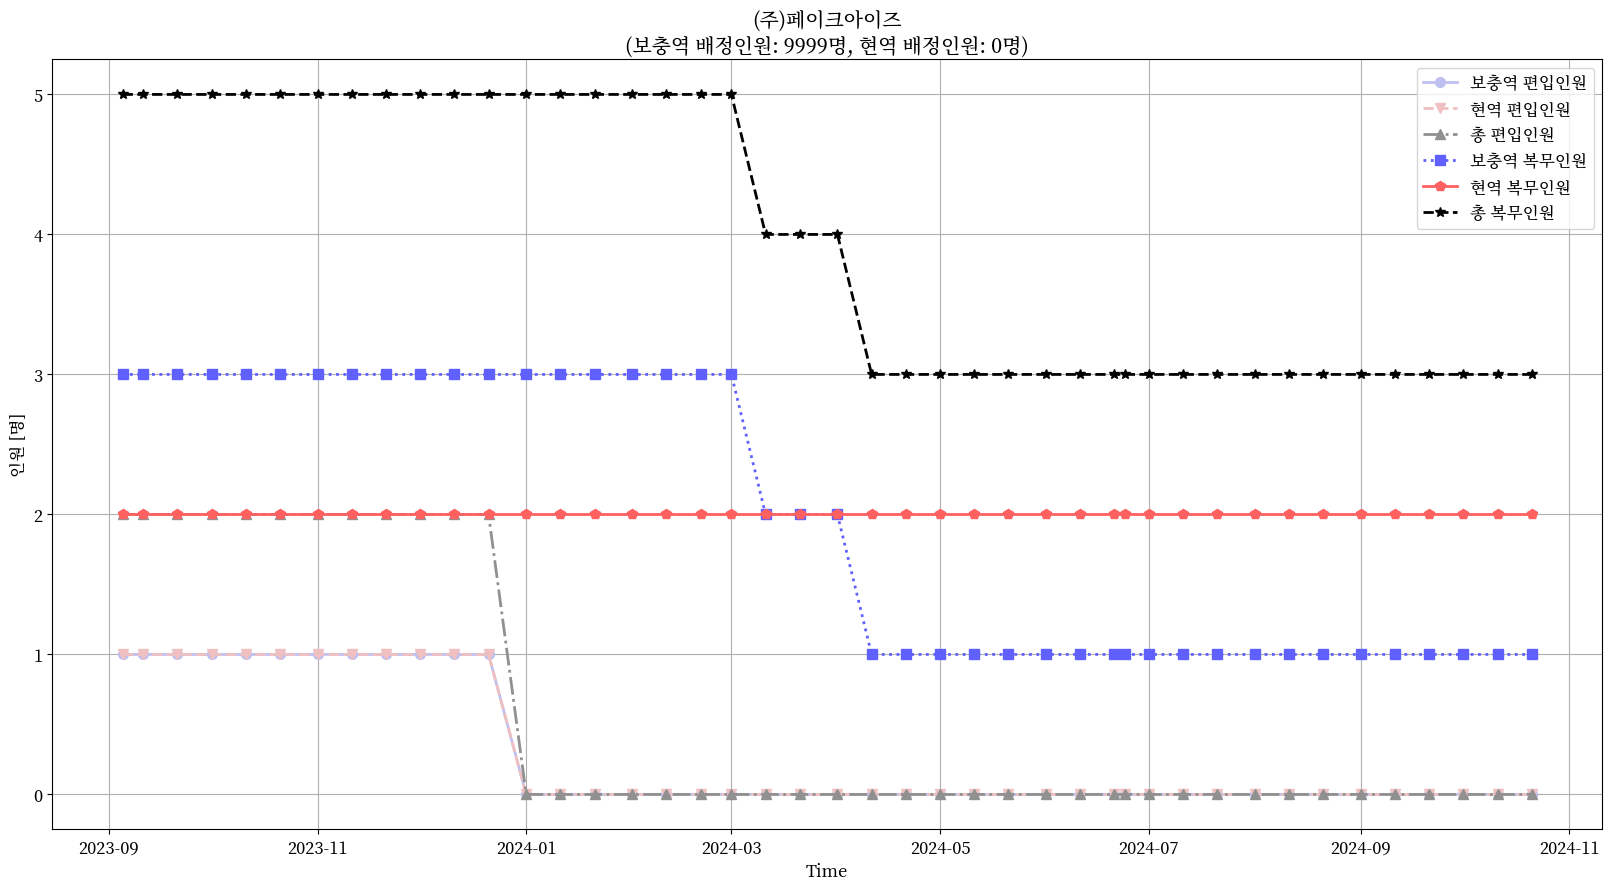 (주)페이크아이즈
(보충역 배정인원: 9999명, 현역 배정인원: 0명)
보충역 편입인원
현역 편입인원
총 편입인원
보충역 복무인원
현역 복무인원
총 복무인원
인원 [명]
5
4
3
2
1
0
2023-09
2023-11
2024-01
2024-03
2024-05
2024-07
2024-09
2024-11
Time